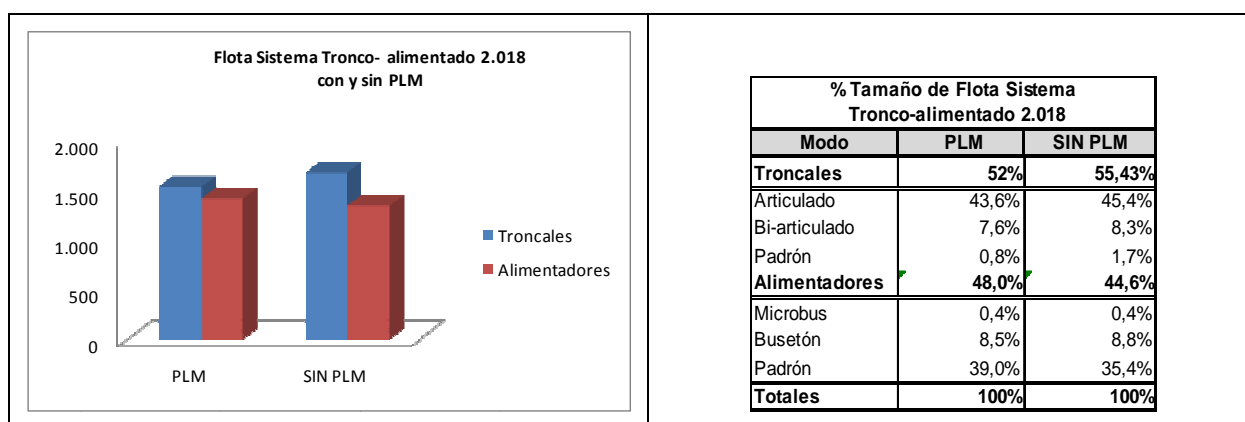 Flota Sistema Tronco- alimentado 2.018
con y sin PLM
2.000
1.500
1.000
500
0
PLM SIN PLM
Troncales
Alimentadores
% Tamaño de Flota Sistema
Tronco-alimentado 2.018
Modo PLM SIN PLM
Troncales 52% 55,43%
Articulado 43,6% 45,4%
Bi-articulado 7,6% 8,3%
Padrón 0,8% 1,7%
Alimentadores 48,0% 44,6%
Microbus 0,4% 0,4%
Busetón 8,5% 8,8%
Padrón 39,0% 35,4%
Totales 100% 100%